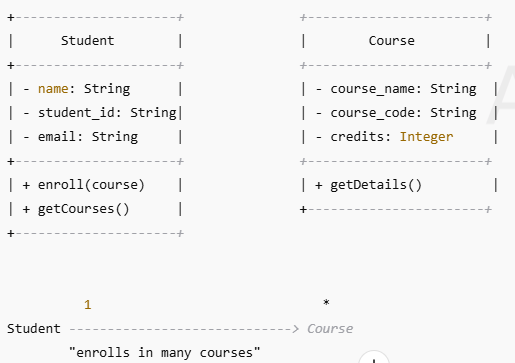 +---------------------+ +-----------------------+
| Student | | Course |
+---------------------+ +-----------------------+
| - name: String | | - course_name: String |
| - student_id: String| | - course_code: String |
| - email: String | | - credits: Integer |
+---------------------+ +-----------------------+
| + enroll(course) | | + getDetails() |
| + getCourses() | +-----------------------+
+---------------------+
1 *
Student -----------------------------> Course
"enrolls in many courses"